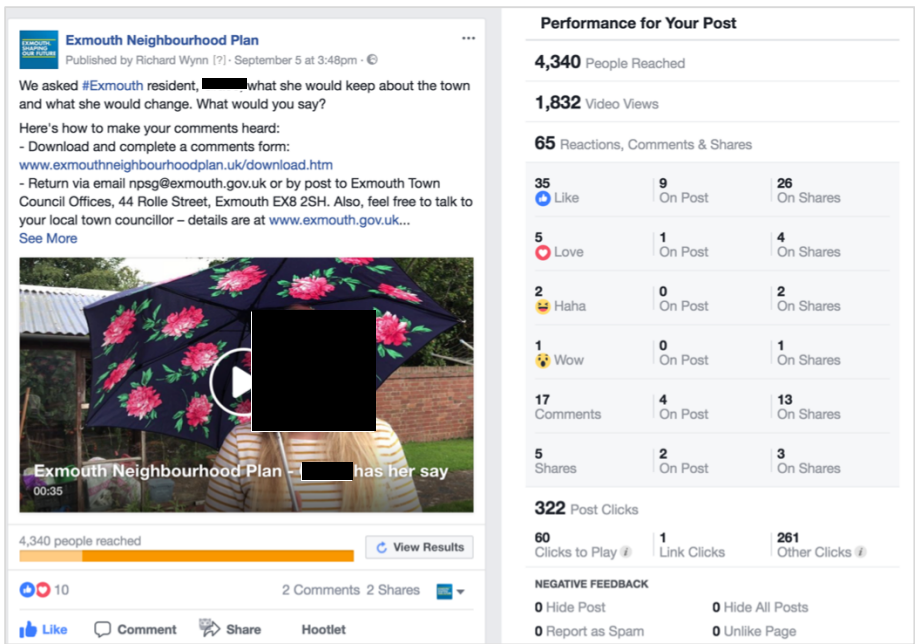 EXMOUTH,
SHAPING
OUR FUTURE
Exmouth Neighbourhood Plan
Published by Richard Wynn [?] · September 5 at 3:48pm ·
We asked #Exmouth resident, what she would keep about the town
and what she would change. What would you say?
Here's how to make your comments heard:
- Download and complete a comments form:
www.exmouthneighbourhoodplan.uk/download.htm
- Return via email npsg@exmouth.gov.uk or by post to Exmouth Town
Council Offices, 44 Rolle Street, Exmouth EX8 2SH. Also, feel free to talk to
your local town councillor – details are at www.exmouth.gov.uk...
See More
Exmouth Neighbourhood Plan - has her say
00:35
4,340 people reached
View Results
10
2 Comments 2 Shares
Like Comment Share Hootlet
Performance for Your Post
4,340 People Reached
1,832 Video Views
65 Reactions, Comments & Shares
35 9 26
Like On Post On Shares
5 1 4
Love On Post On Shares
2 0 2
Haha On Post On Shares
1 0 1
Wow On Post On Shares
17 4 13
Comments On Post On Shares
5 2 3
Shares On Post On Shares
322 Post Clicks
60 1 261
Clicks to Play i Link Clicks Other Clicks i
NEGATIVE FEEDBACK
0 Hide Post 0 Hide All Posts
0 Report as Spam 0 Unlike Page